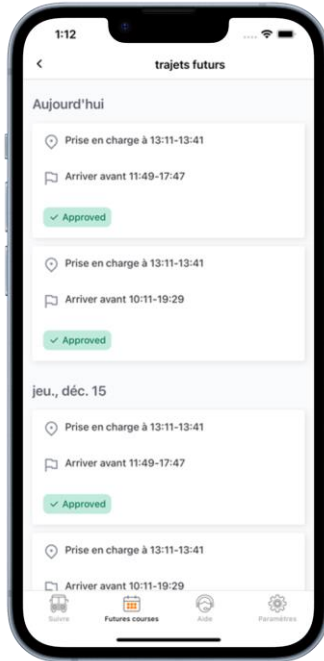 1:12
trajets futurs
Aujourd'hui
Prise en charge à 13:11-13:41
Arriver avant 11:49-17:47
✓ Approved
Prise en charge à 13:11-13:41
Arriver avant 10:11-19:29
✓ Approved
jeu., déc. 15
Prise en charge à 13:11-13:41
Arriver avant 11:49-17:47
✓ Approved
Prise en charge à 13:11-13:41
Arriver avant 10:11-19:29
Suivre Futures courses Aide Paramètres